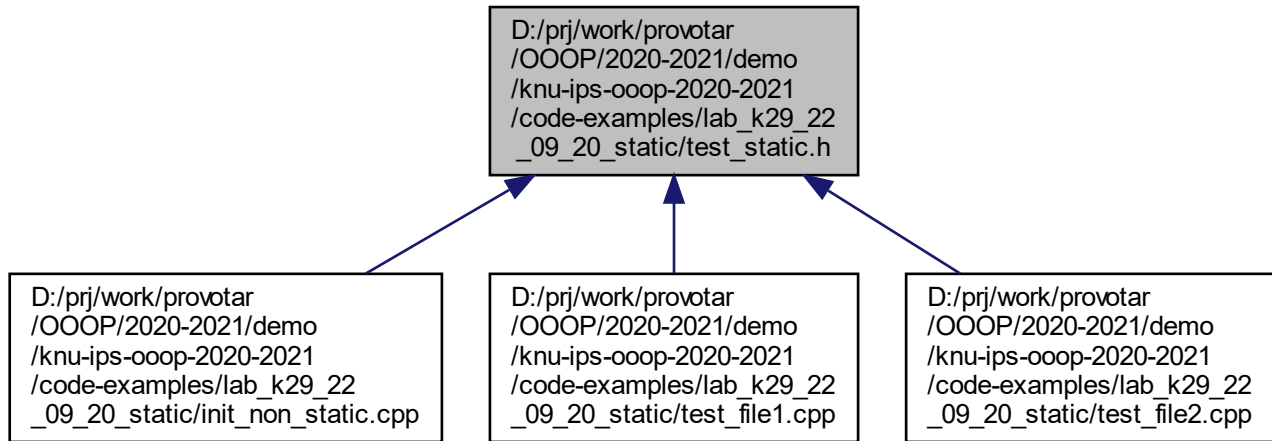 D:/prj/work/provotar
/OOOP/2020-2021/demo
/knu-ips-ooop-2020-2021
/code-examples/lab_k29_22
_09_20_static/test_static.h
D:/prj/work/provotar
/OOOP/2020-2021/demo
/knu-ips-ooop-2020-2021
/code-examples/lab_k29_22
_09_20_static/init_non_static.cpp
D:/prj/work/provotar
/OOOP/2020-2021/demo
/knu-ips-ooop-2020-2021
/code-examples/lab_k29_22
_09_20_static/test_file1.cpp
D:/prj/work/provotar
/OOOP/2020-2021/demo
/knu-ips-ooop-2020-2021
/code-examples/lab_k29_22
_09_20_static/test_file2.cpp